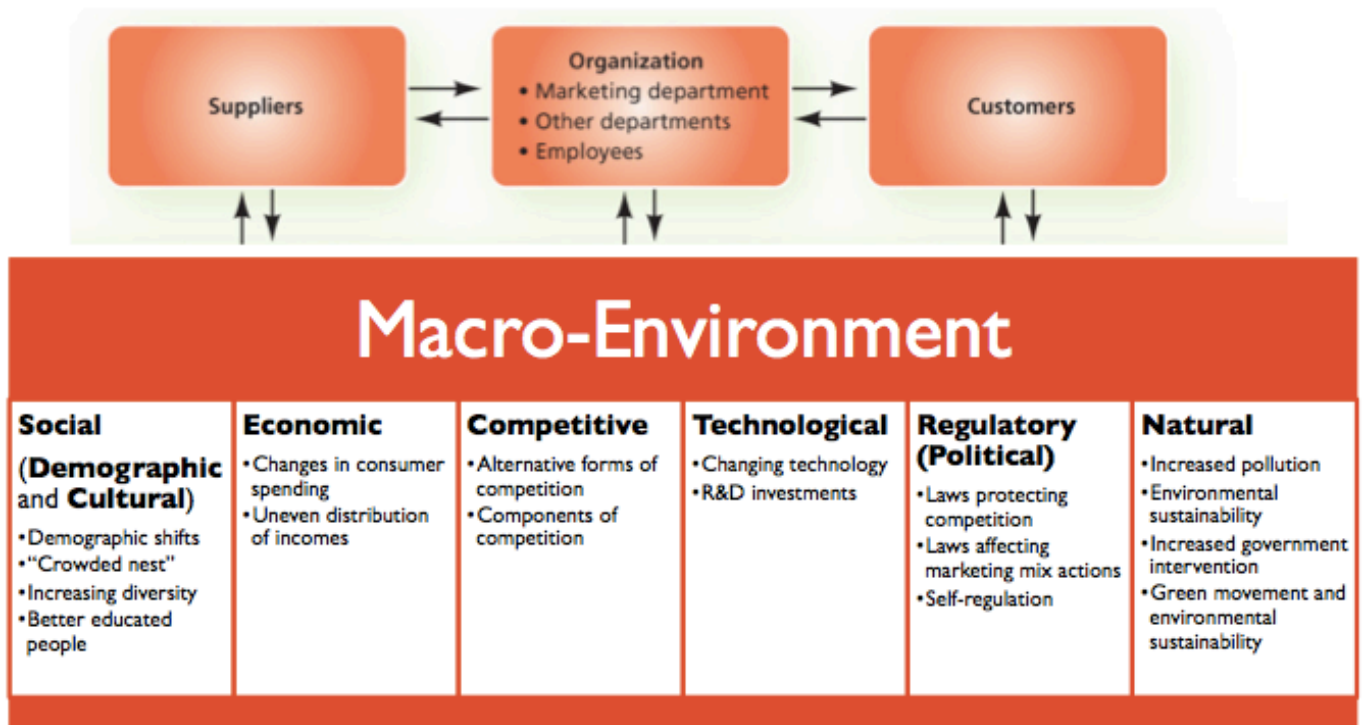 Suppliers
Organization
• Marketing department
• Other departments
• Employees
Customers
Macro-Environment
Social
(Demographic
and Cultural)
•Demographic shifts
•“Crowded nest”
•Increasing diversity
•Better educated
people
Economic
•Changes in consumer
spending
•Uneven distribution
of incomes
Competitive
•Alternative forms of
competition
•Components of
competition
Technological
•Changing technology
•R&D investments
Regulatory
(Political)
•Laws protecting
competition
•Laws affecting
marketing mix actions
•Self-regulation
Natural
•Increased pollution
•Environmental
sustainability
•Increased government
intervention
•Green movement and
environmental
sustainability